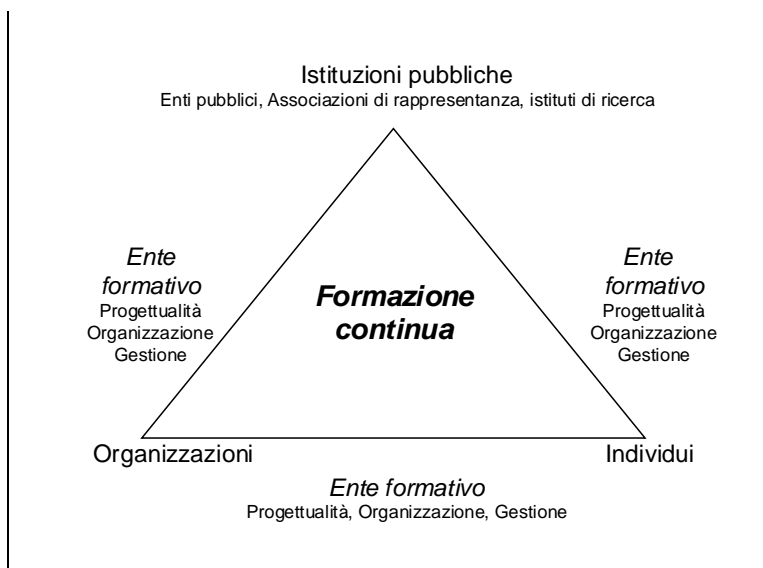 Istituzioni pubbliche
Enti pubblici, Associazioni di rappresentanza, istituti di ricerca
Ente
formativo
Progettualità
Organizzazione
Gestione
Formazione
continua
Ente
formativo
Progettualità
Organizzazione
Gestione
Organizzazioni
Individui
Ente formativo
Progettualità, Organizzazione, Gestione